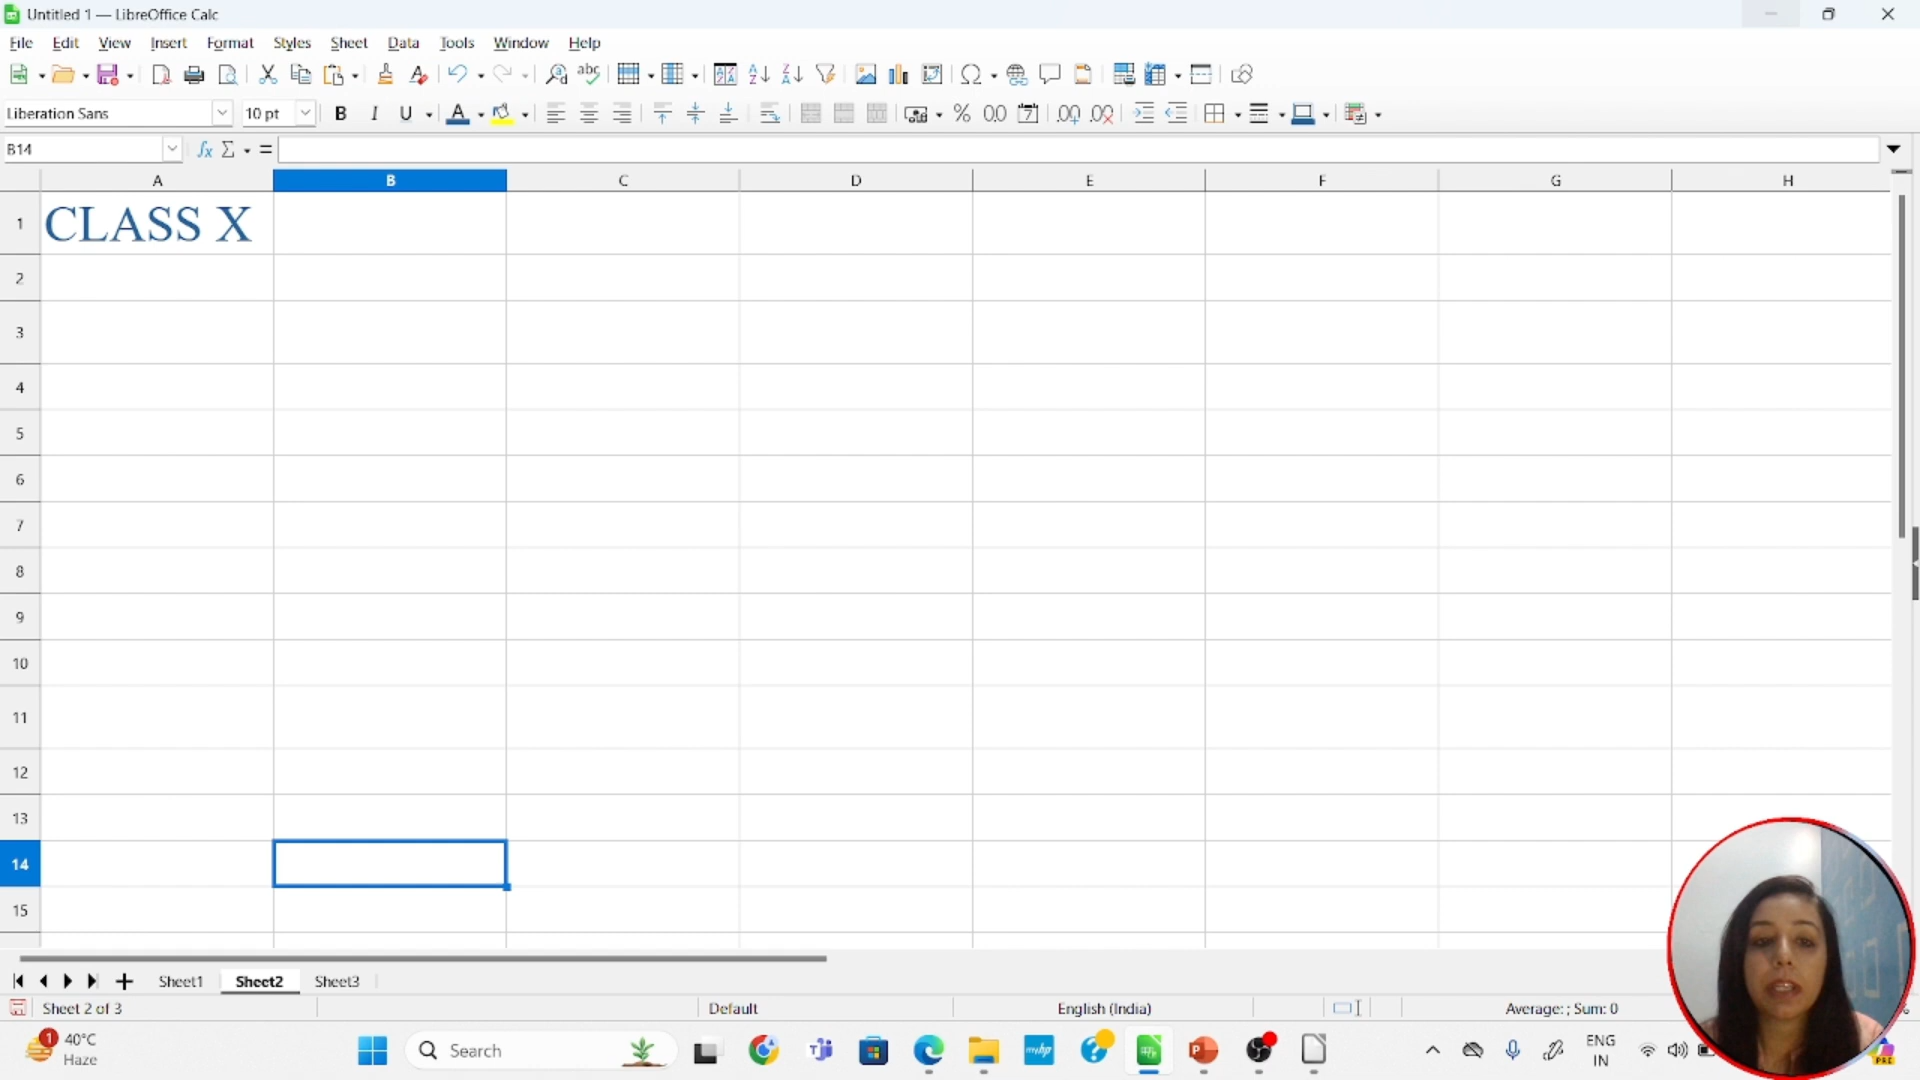 Untitled 1 — LibreOffice Calc
File Edit View Insert Format Styles Sheet Data Tools Window Help
Liberation Sans 10 pt
B14
A B C D E F G H
1 CLASS X
2
3
4
5
6
7
8
9
10
11
12
13
14
15
Sheet1 Sheet2 Sheet3
Sheet 2 of 3 Default English (India) Average: ; Sum: 0
40°C
Haze
Search
ENG
IN